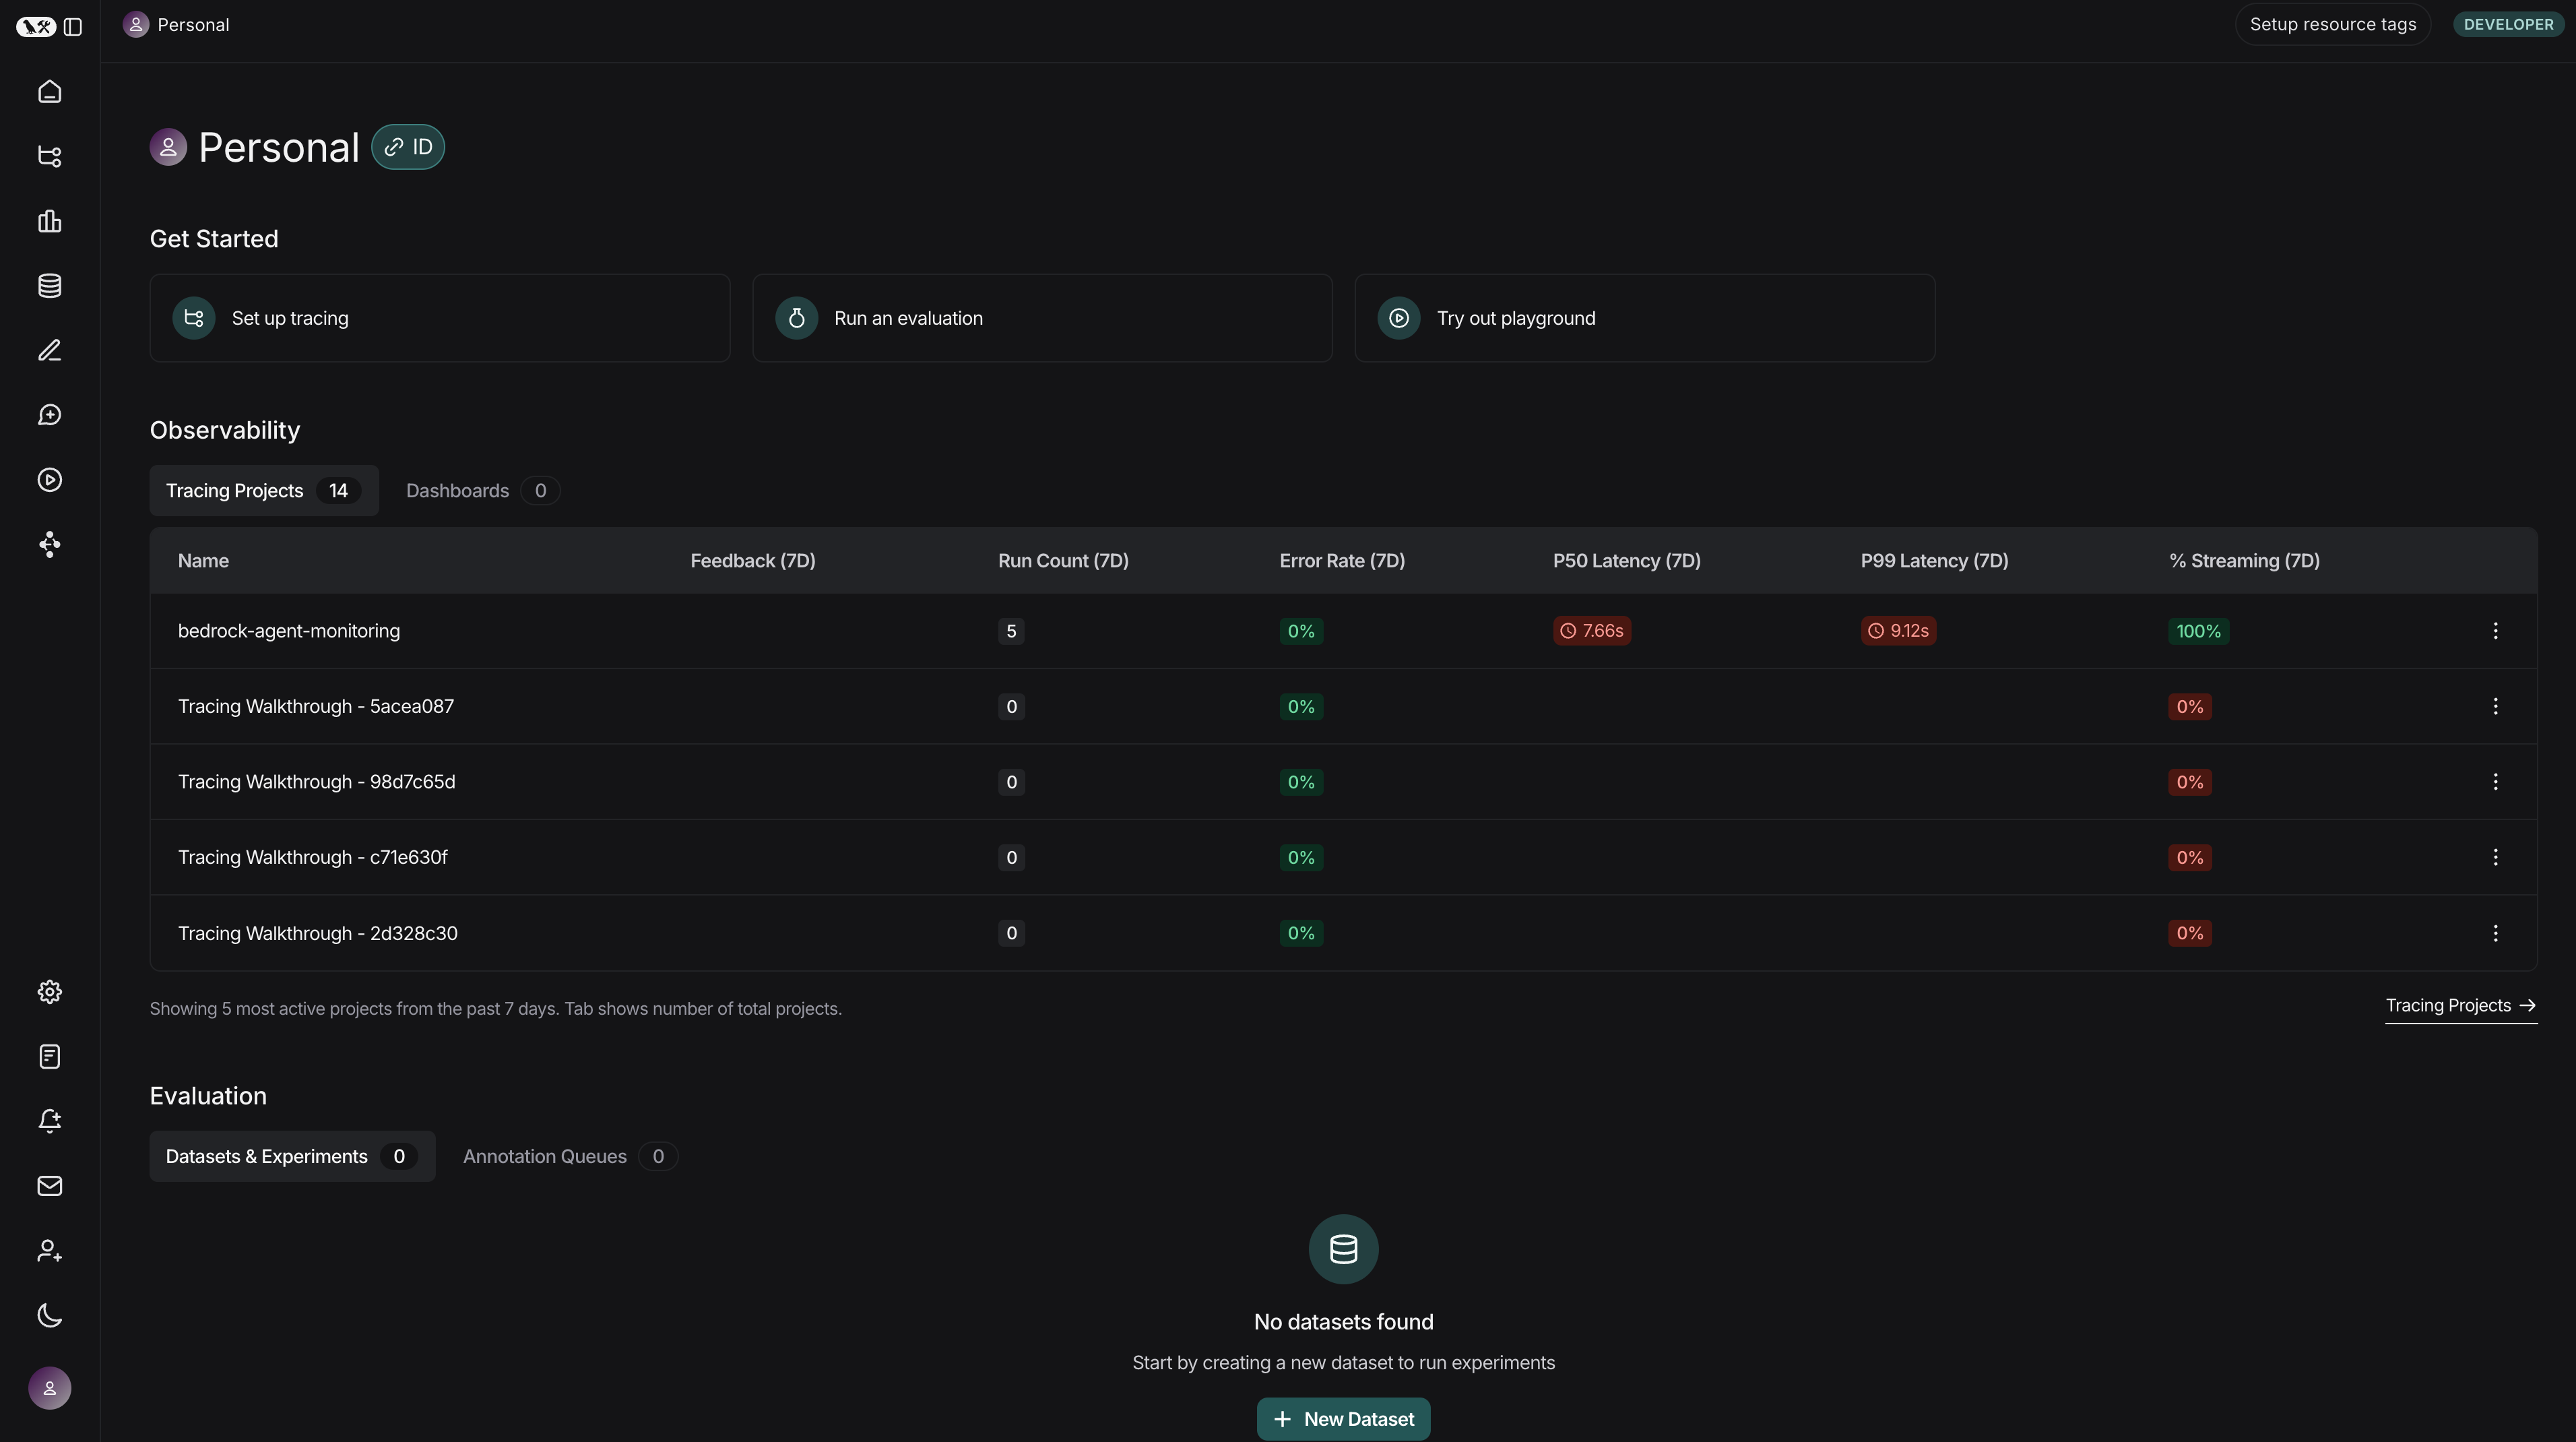 Personal
Setup resource tags
DEVELOPER
Personal
ID
Get Started
Set up tracing
Run an evaluation
Try out playground
Observability
Tracing Projects 14
Dashboards 0
Name Feedback (7D) Run Count (7D) Error Rate (7D) P50 Latency (7D) P99 Latency (7D) % Streaming (7D)
bedrock-agent-monitoring 5 0% 7.66s 9.12s 100%
Tracing Walkthrough - 5acea087 0 0% 0%
Tracing Walkthrough - 98d7c65d 0 0% 0%
Tracing Walkthrough - c71e630f 0 0% 0%
Tracing Walkthrough - 2d328c30 0 0% 0%
Showing 5 most active projects from the past 7 days. Tab shows number of total projects.
Tracing Projects
Evaluation
Datasets & Experiments 0
Annotation Queues 0
No datasets found
Start by creating a new dataset to run experiments
New Dataset